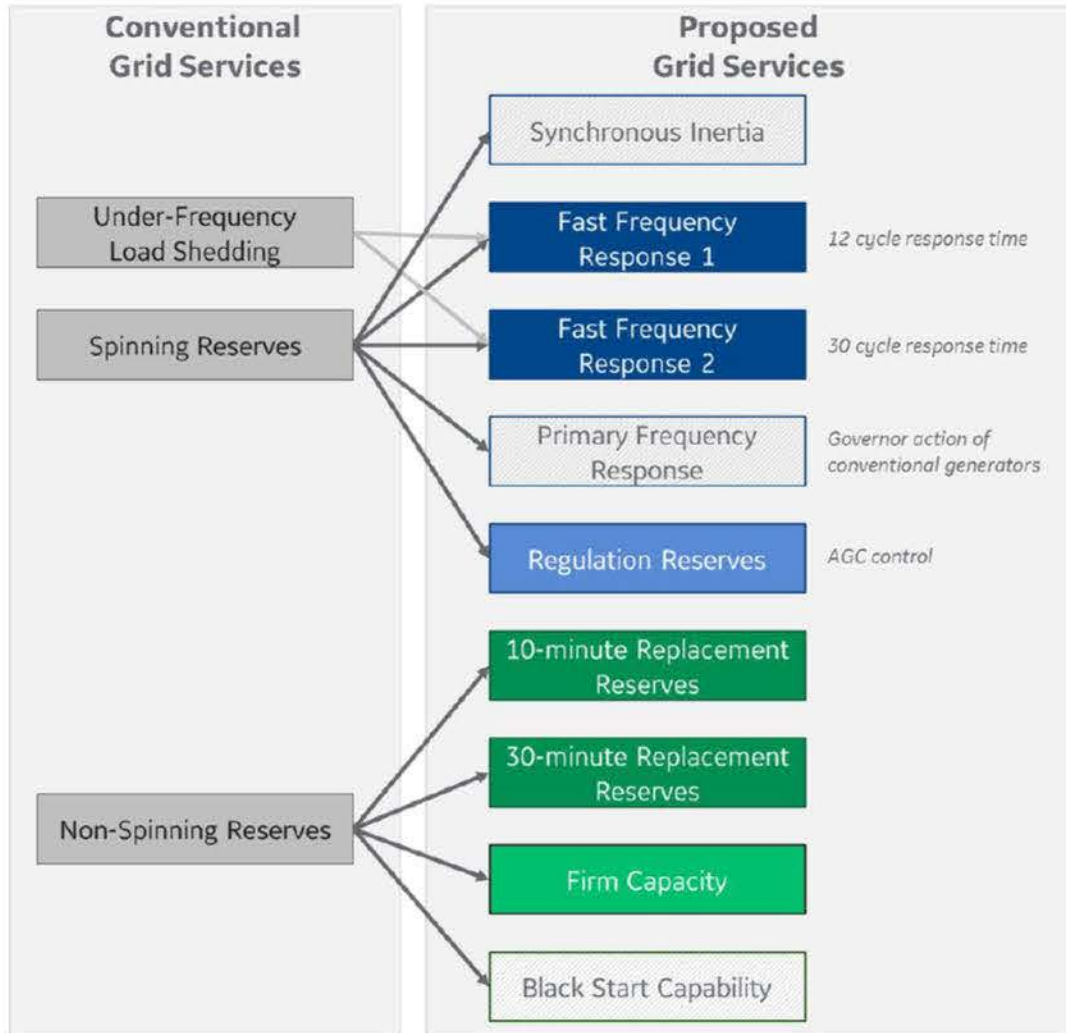 Conventional
Grid Services
Under-Frequency
Load Shedding
Spinning Reserves
Non-Spinning Reserves
Proposed
Grid Services
Synchronous Inertia
Fast Frequency
Response 1
12 cycle response time
Fast Frequency
Response 2
30 cycle response time
Primary Frequency
Response
Governor action of
conventional generators
Regulation Reserves
AGC control
10-minute Replacement
Reserves
30-minute Replacement
Reserves
Firm Capacity
Black Start Capability